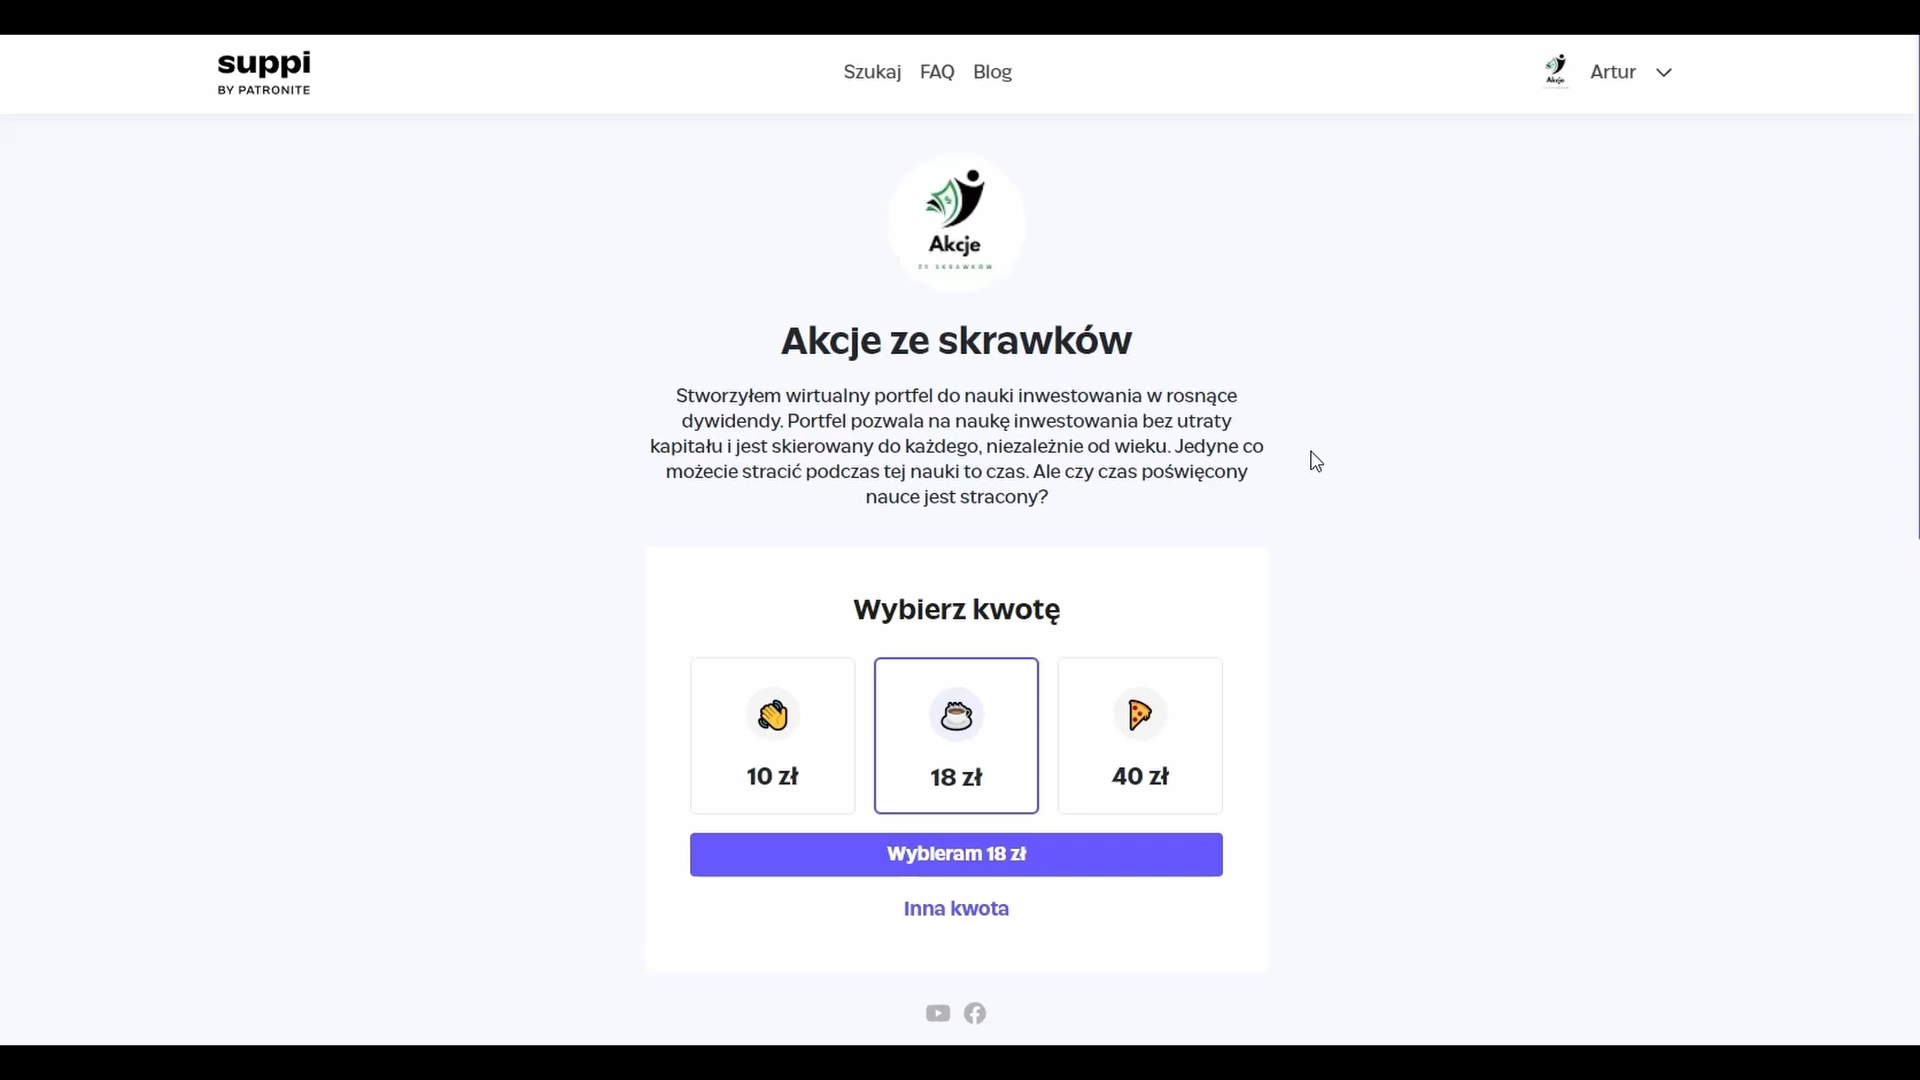 suppi
BY PATRONITE
Szukaj FAQ Blog
Akcje
Artur
Akcje
ZE SKRAWKÓW
Akcje ze skrawków
Stworzyłem wirtualny portfel do nauki inwestowania w rosnące
dywidendy. Portfel pozwala na naukę inwestowania bez utraty
kapitału i jest skierowany do każdego, niezależnie od wieku. Jedyne co
możecie stracić podczas tej nauki to czas. Ale czy czas poświęcony
nauce jest stracony?
Wybierz kwotę
10 zł 18 zł 40 zł
Wybieram 18 zł
Inna kwota